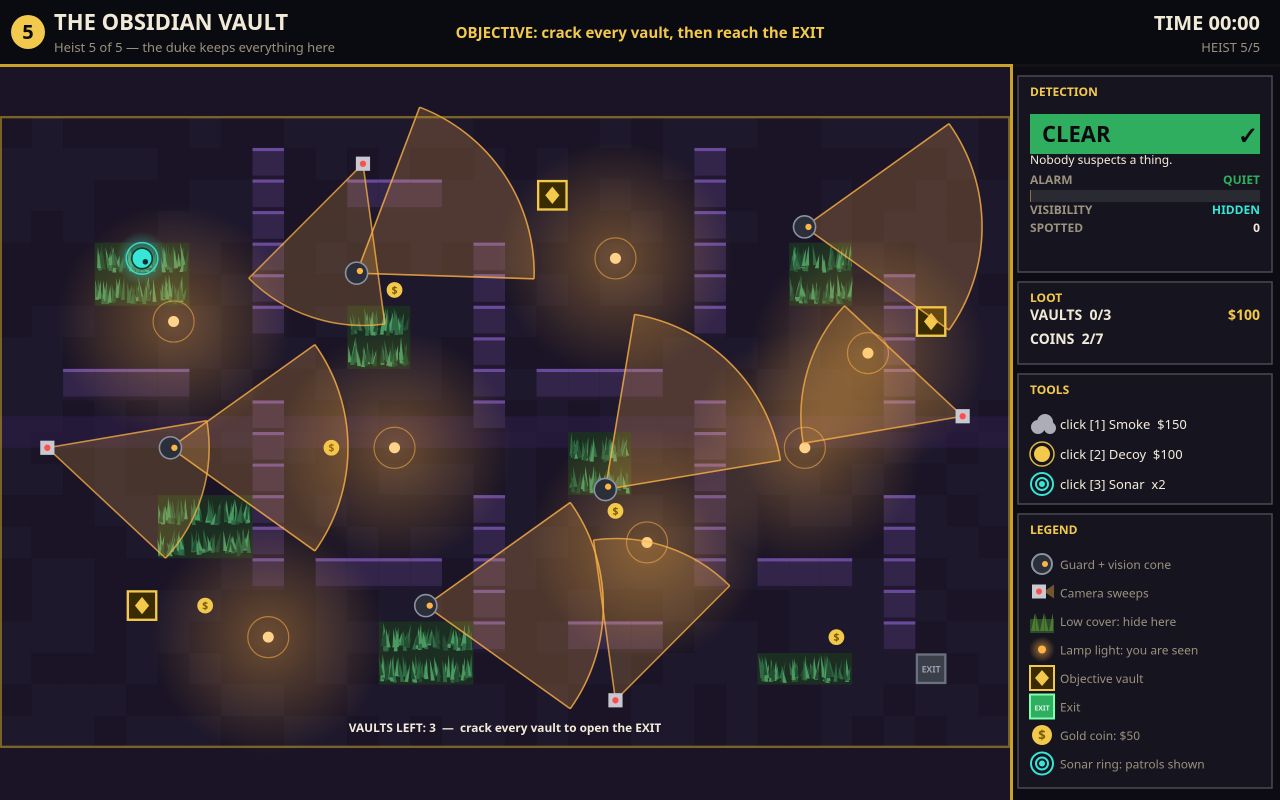 5
THE OBSIDIAN VAULT
Heist 5 of 5 — the duke keeps everything here
OBJECTIVE: crack every vault, then reach the EXIT
TIME 00:00
HEIST 5/5
DETECTION
CLEAR ✓
Nobody suspects a thing.
ALARM QUIET
VISIBILITY HIDDEN
SPOTTED 0
LOOT
VAULTS 0/3 $100
COINS 2/7
TOOLS
click [1] Smoke $150
click [2] Decoy $100
click [3] Sonar x2
LEGEND
Guard + vision cone
Camera sweeps
Low cover: hide here
Lamp light: you are seen
Objective vault
EXIT Exit
$ Gold coin: $50
Sonar ring: patrols shown
$
$
$
$
$
EXIT
VAULTS LEFT: 3 — crack every vault to open the EXIT